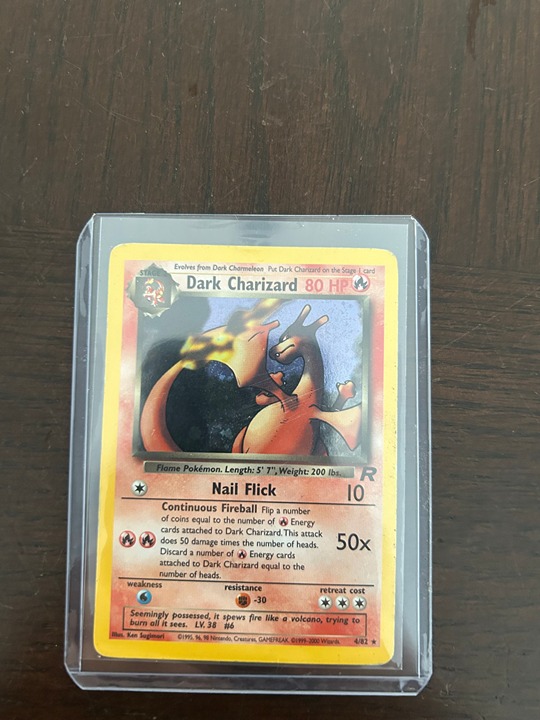 Evolves from Dark Charmeleon Put Dark Charizard on the Stage 1 card
STAGE 2
Dark Charizard 80 HP
Flame Pokémon. Length: 5' 7", Weight: 200 lbs.
R
Nail Flick 10
Continuous Fireball Flip a number
of coins equal to the number of Energy
cards attached to Dark Charizard. This attack
does 50 damage times the number of heads.
Discard a number of Energy cards
attached to Dark Charizard equal to the
number of heads.
50x
weakness resistance retreat cost
-30
Seemingly possessed, it spews fire like a volcano, trying to
burn all it sees. LV. 38 #6
Illus. Ken Sugimori ©1995, 96, 98 Nintendo, Creatures, GAMEFREAK. ©1999-2000 Wizards. 4/82 ★